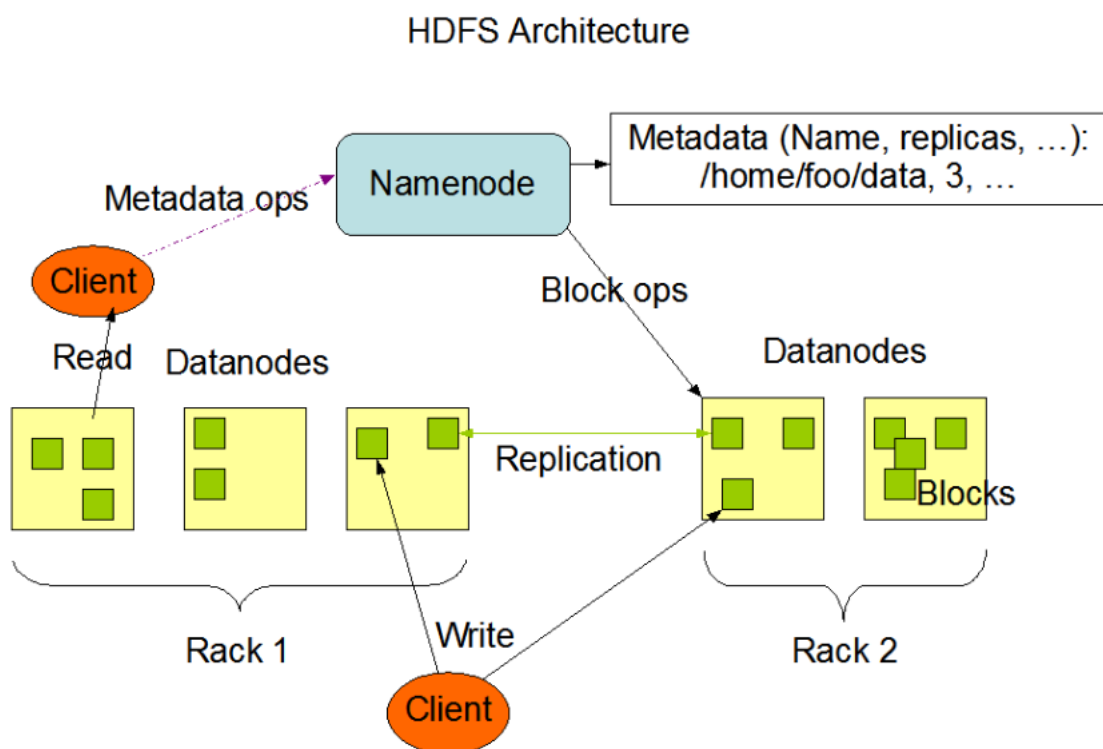 HDFS Architecture
Metadata (Name, replicas, …):
/home/foo/data, 3, …
Namenode
Metadata ops
Client
Block ops
Read
Datanodes
Datanodes
Replication
Blocks
Rack 1
Write
Rack 2
Client